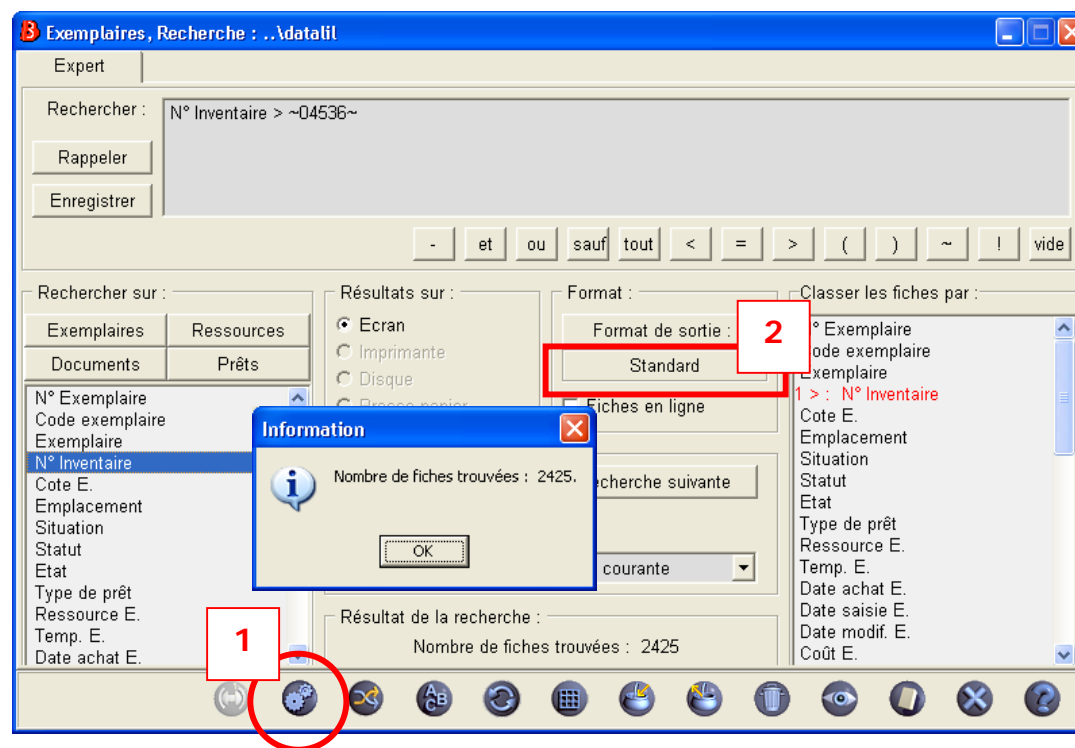 Exemplaires, Recherche : ..\datalil
Expert
Rechercher :
N° Inventaire > ~04536~
Rappeler
Enregistrer
- et ou sauf tout < = > ( ) ~ ! vide
Rechercher sur :
Exemplaires Ressources
Documents Prêts
N° Exemplaire
Code exemplaire
Exemplaire
N° Inventaire
Cote E.
Emplacement
Situation
Statut
Etat
Type de prêt
Ressource E.
Temp. E.
Date achat E.
1
Résultats sur :
Ecran
Imprimante
Disque
Format :
Format de sortie :
Standard
2
Fiches en ligne
Information
Nombre de fiches trouvées : 2425.
OK
echerche suivante
courante
Résultat de la recherche :
Nombre de fiches trouvées : 2425
Classer les fiches par :
° Exemplaire
ode exemplaire
Exemplaire
1 > : N° Inventaire
Cote E.
Emplacement
Situation
Statut
Etat
Type de prêt
Ressource E.
Temp. E.
Date achat E.
Date saisie E.
Date modif. E.
Coût E.
A B C
?